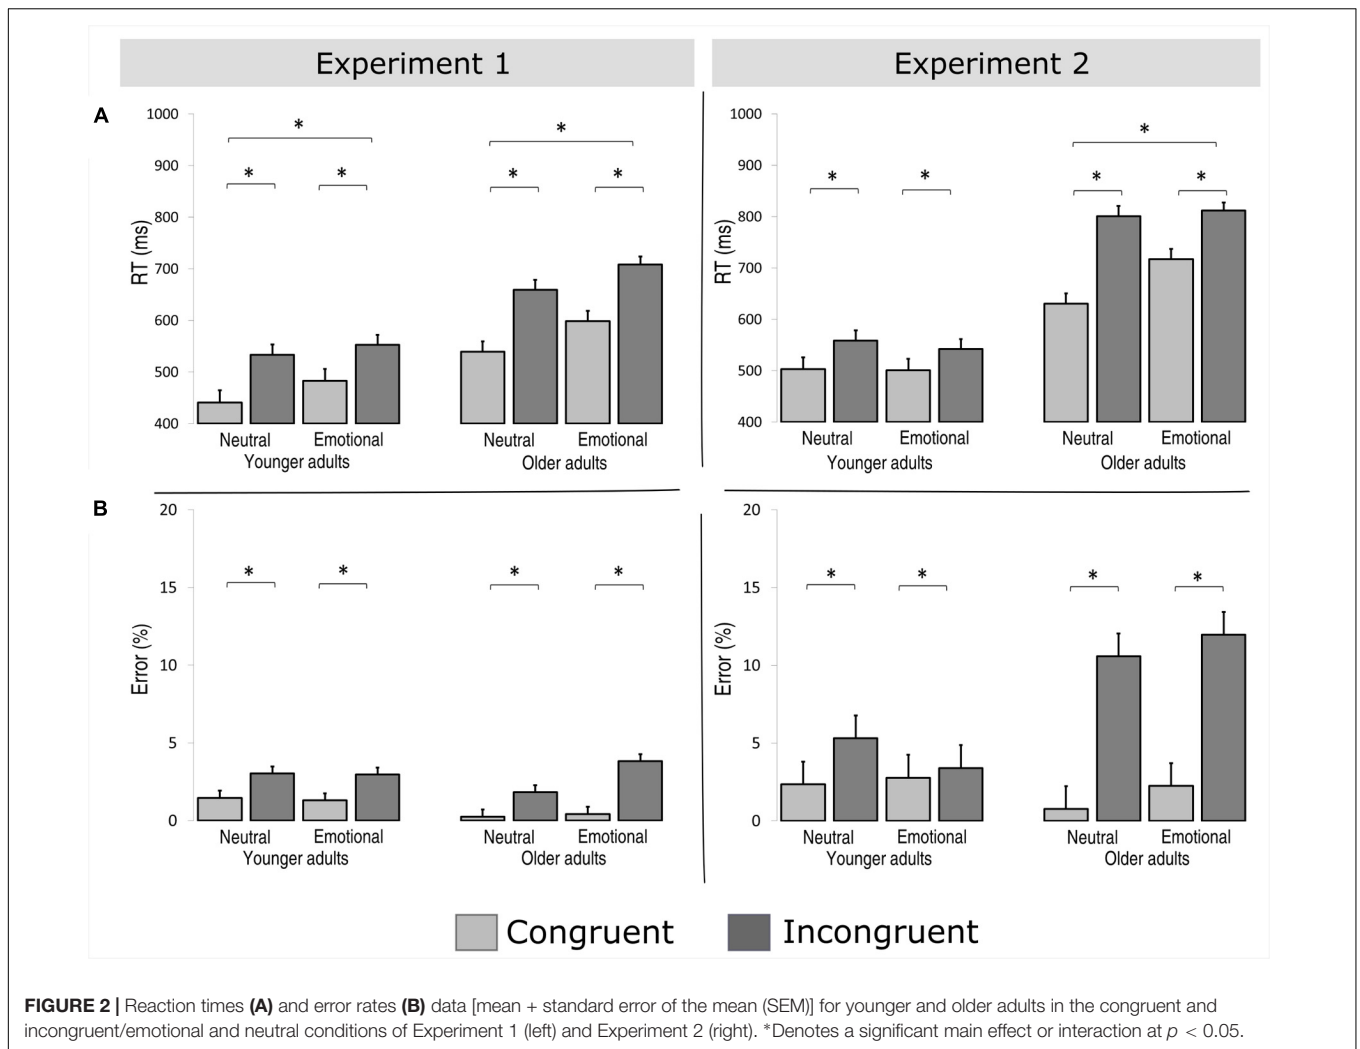 Experiment 1
Experiment 2
A
1000
900
800
700
600
500
400
RT (ms)
*
*
*
*
*
*
Neutral
Emotional
Neutral
Emotional
Younger adults
Older adults
1000
900
800
700
600
500
400
RT (ms)
*
*
*
*
*
Neutral
Emotional
Neutral
Emotional
Younger adults
Older adults
B
20
15
10
5
0
Error (%)
*
*
*
*
Neutral
Emotional
Neutral
Emotional
Younger adults
Older adults
20
15
10
5
0
Error (%)
*
*
*
*
Neutral
Emotional
Neutral
Emotional
Younger adults
Older adults
Congruent
Incongruent
FIGURE 2 | Reaction times (A) and error rates (B) data [mean + standard error of the mean (SEM)] for younger and older adults in the congruent and
incongruent/emotional and neutral conditions of Experiment 1 (left) and Experiment 2 (right). *Denotes a significant main effect or interaction at p < 0.05.